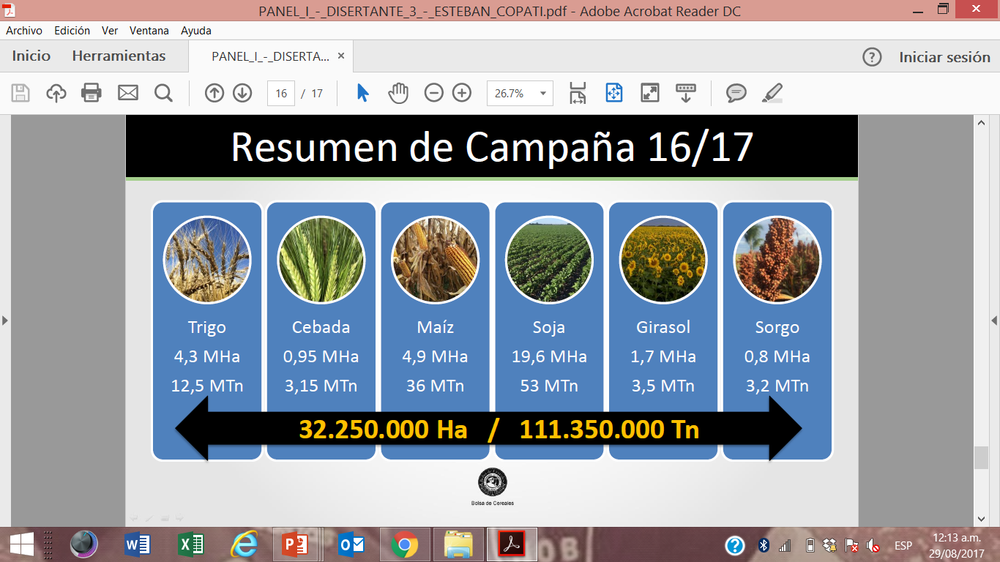 PANEL_I_-_DISERTANTE_3_-_ESTEBAN_COPATI.pdf - Adobe Acrobat Reader DC
Archivo Edición Ver Ventana Ayuda
Inicio Herramientas PANEL_I_-_DISERTA... × ? Iniciar sesión
16 / 17 26.7%
Resumen de Campaña 16/17
Trigo Cebada Maíz Soja Girasol Sorgo
4,3 MHa 0,95 MHa 4,9 MHa 19,6 MHa 1,7 MHa 0,8 MHa
12,5 MTn 3,15 MTn 36 MTn 53 MTn 3,5 MTn 3,2 MTn
32.250.000 Ha / 111.350.000 Tn
Bolsa de Cereales
ESP 12:13 a.m.
29/08/2017